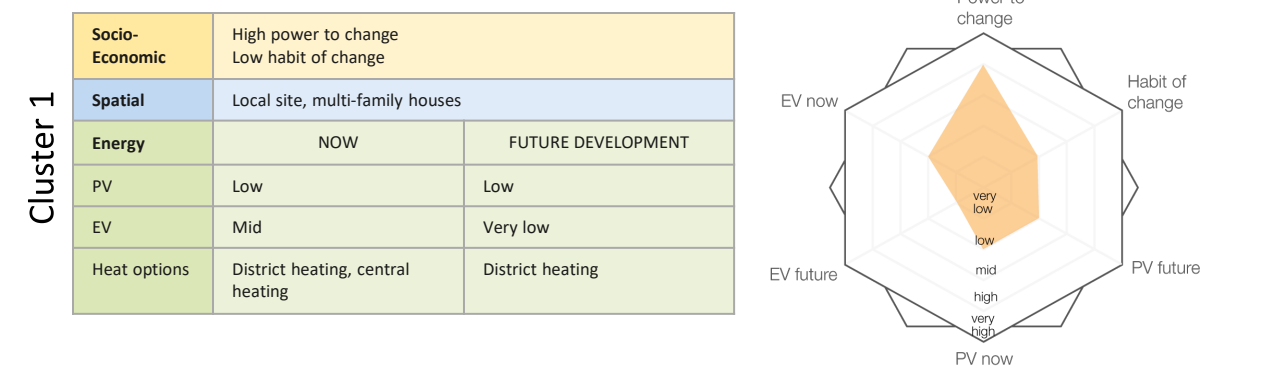 Cluster 1
Socio-
Economic
High power to change
Low habit of change
Spatial
Local site, multi-family houses
Energy
NOW
FUTURE DEVELOPMENT
PV
Low
Low
EV
Mid
Very low
Heat options
District heating, central
heating
District heating
Power to
change
Habit of
change
EV now
very
low
low
mid
high
very
high
EV future
PV future
PV now